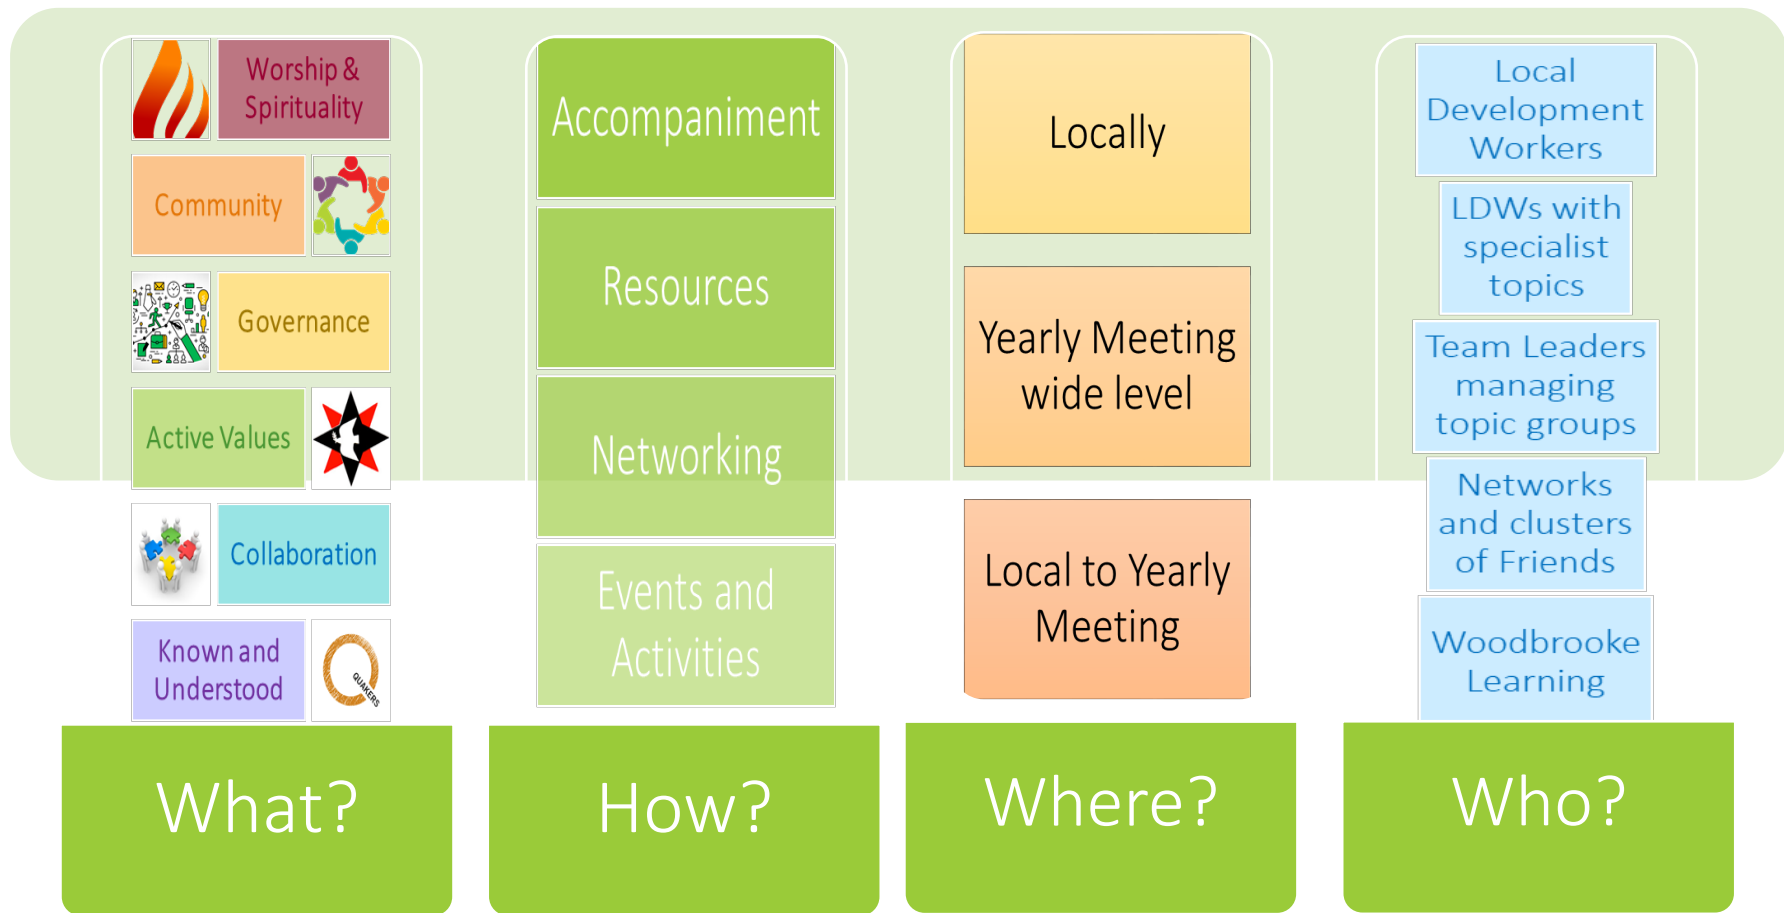 Worship &
Spirituality
Community
Governance
Active Values
Collaboration
Known and
Understood
QUAKERS
What?
Accompaniment
Resources
Networking
Events and
Activities
How?
Locally
Yearly Meeting
wide level
Local to Yearly
Meeting
Where?
Local
Development
Workers
LDWs with
specialist
topics
Team Leaders
managing
topic groups
Networks
and clusters
of Friends
Woodbrooke
Learning
Who?